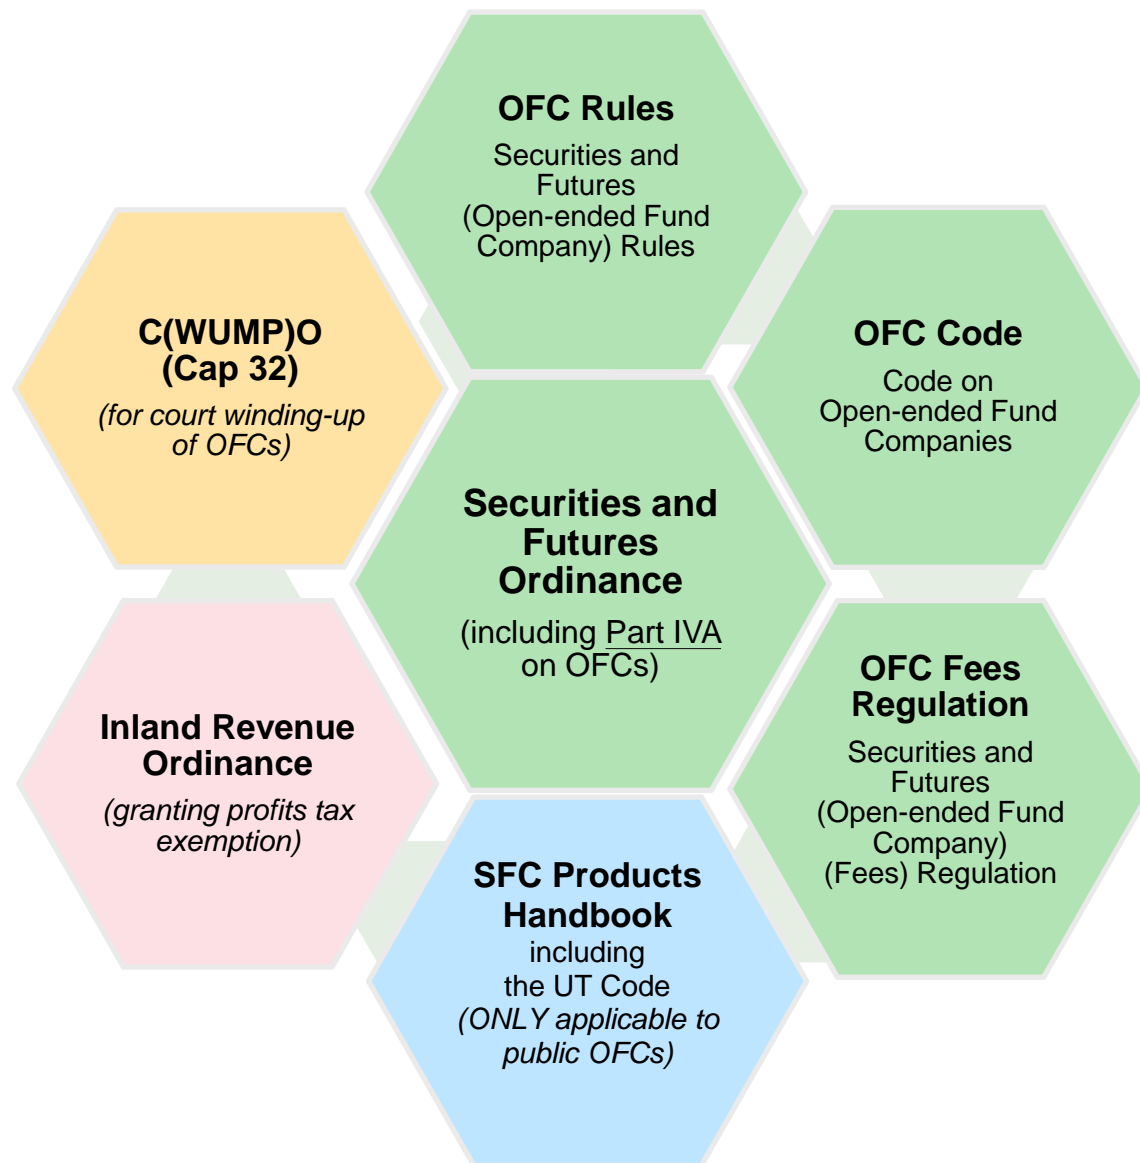 OFC Rules
Securities and
Futures
(Open-ended Fund
Company) Rules
C(WUMP)O
(Cap 32)
(for court winding-up
of OFCs)
OFC Code
Code on
Open-ended Fund
Companies
Securities and
Futures
Ordinance
(including Part IVA
on OFCs)
Inland Revenue
Ordinance
(granting profits tax
exemption)
OFC Fees
Regulation
Securities and
Futures
(Open-ended Fund
Company)
(Fees) Regulation
SFC Products
Handbook
including
the UT Code
(ONLY applicable to
public OFCs)